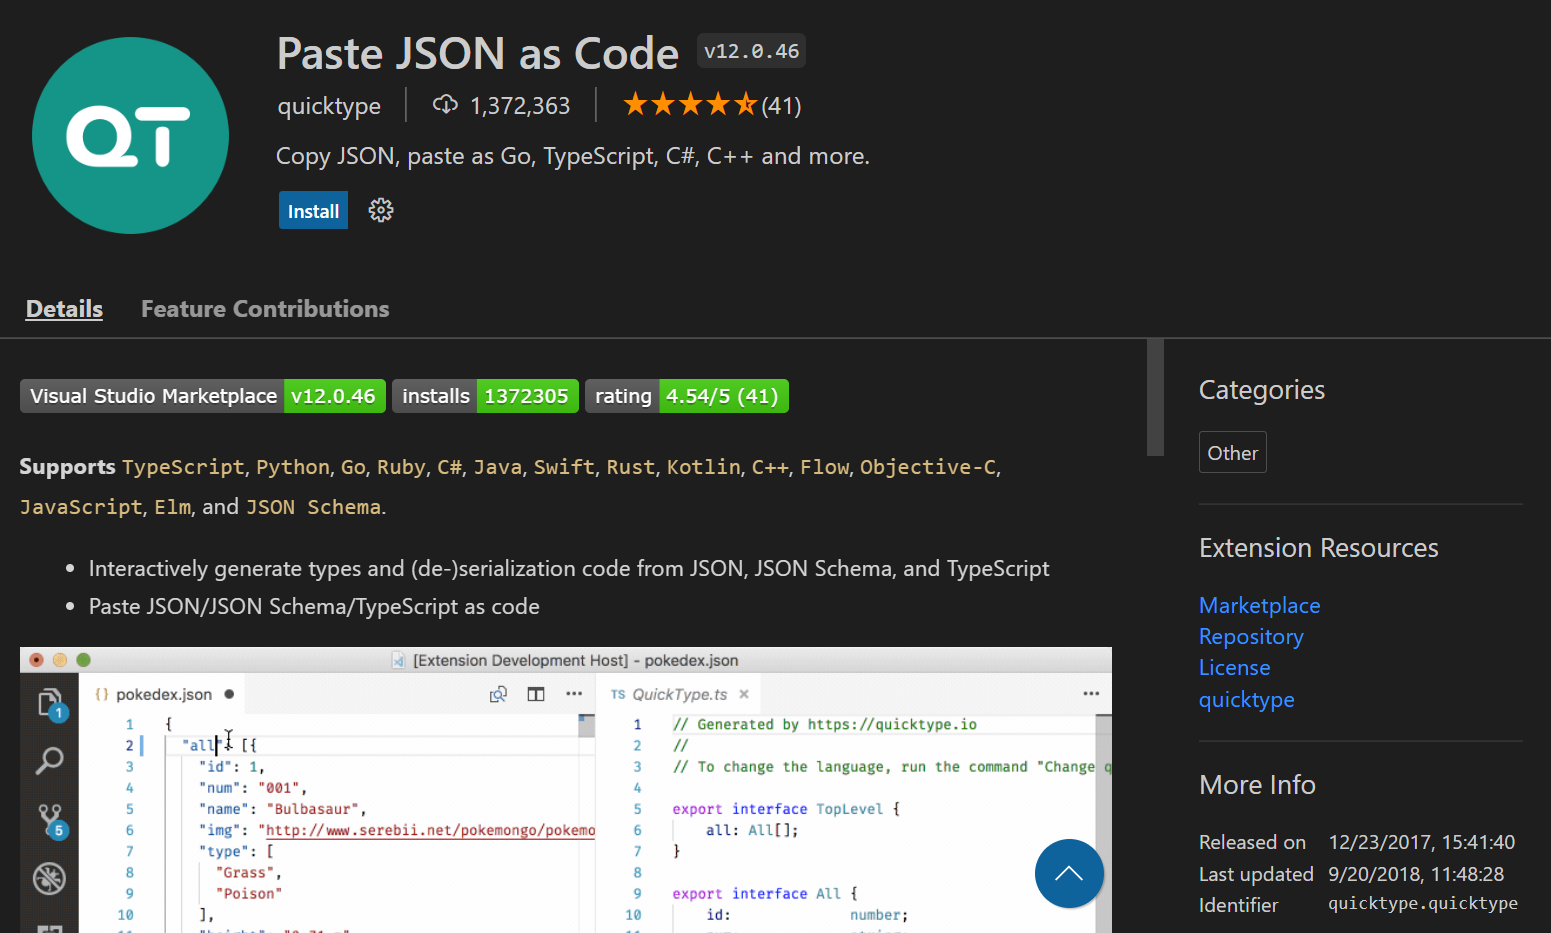 QT
Paste JSON as Code v12.0.46
quicktype 1,372,363 (41)
Copy JSON, paste as Go, TypeScript, C#, C++ and more.
Install
Details Feature Contributions
Visual Studio Marketplace v12.0.46 installs 1372305 rating 4.54/5 (41)
Supports TypeScript, Python, Go, Ruby, C#, Java, Swift, Rust, Kotlin, C++, Flow, Objective-C,
JavaScript, Elm, and JSON Schema.
• Interactively generate types and (de-)serialization code from JSON, JSON Schema, and TypeScript
• Paste JSON/JSON Schema/TypeScript as code
[Extension Development Host] - pokedex.json
1
5
{} pokedex.json
1 {
2 "all": [{
3 "id": 1,
4 "num": "001",
5 "name": "Bulbasaur",
6 "img": "http://www.serebii.net/pokemongo/pokemo
7 "type": [
8 "Grass",
9 "Poison"
10 ],
TS QuickType.ts ×
1 // Generated by https://quicktype.io
2 //
3 // To change the language, run the command "Change q
4
5 export interface TopLevel {
6 all: All[];
7 }
8
9 export interface All {
10 id: number;
Categories
Other
Extension Resources
Marketplace
Repository
License
quicktype
More Info
Released on 12/23/2017, 15:41:40
Last updated 9/20/2018, 11:48:28
Identifier quicktype.quicktype